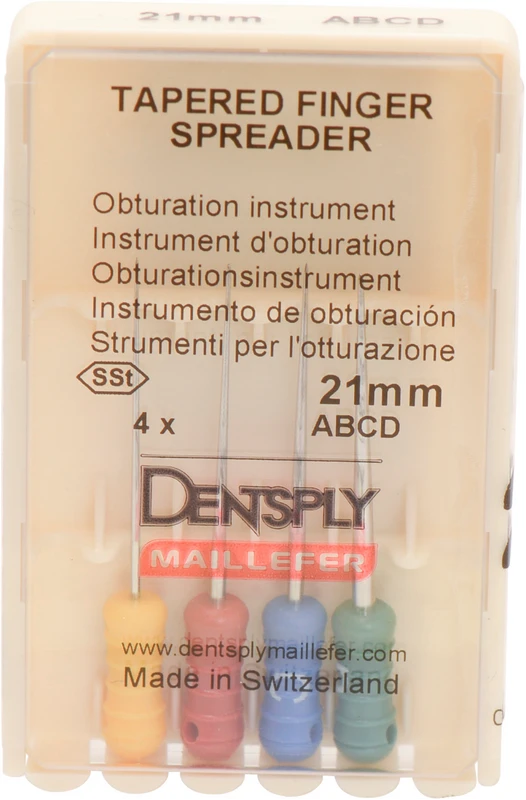 21mm ABCD
TAPERED FINGER
SPREADER
Obturation instrument
Instrument d'obturation
Obturationsinstrument
Instrumento de obturación
Strumenti per l'otturazione
SSt 21mm
4 x ABCD
DENTSPLY
MAILLEFER
www.dentsplymaillefer.com
Made in Switzerland